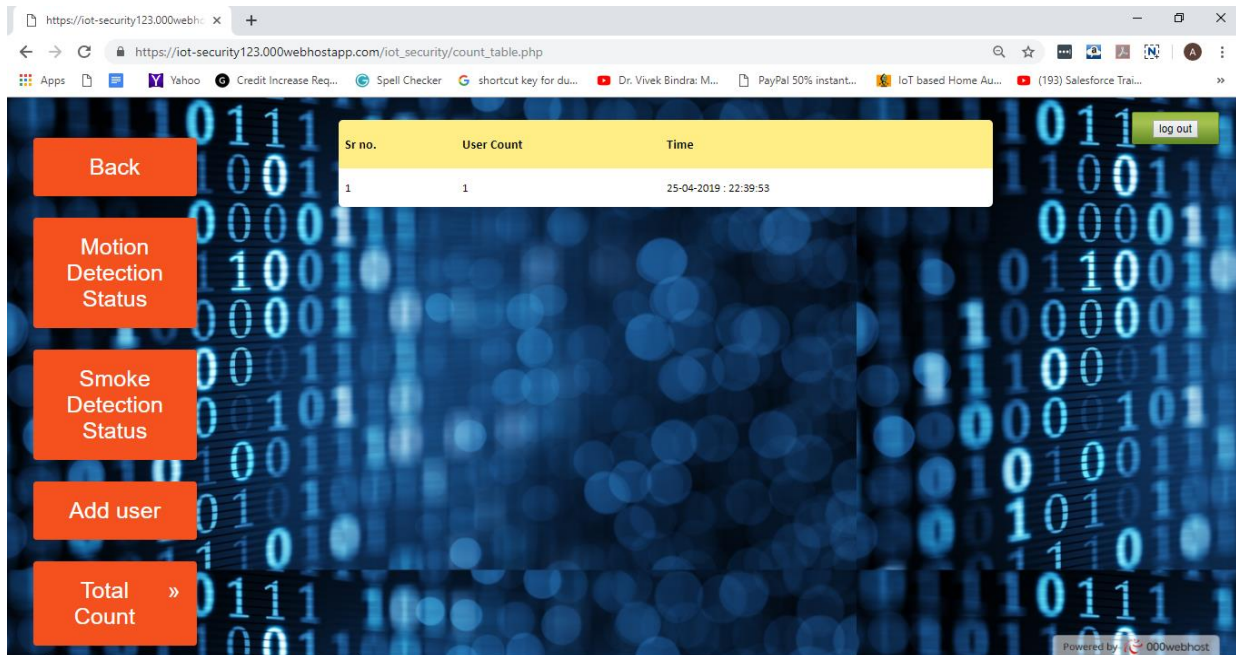 https://iot-security123.000webhc
https://iot-security123.000webhostapp.com/iot_security/count_table.php
A
Apps
Yahoo
Credit Increase Req...
Spell Checker
shortcut key for du...
Dr. Vivek Bindra: M...
PayPal 50% instant...
IoT based Home Au...
(193) Salesforce Trai...
»
log out
Sr no. User Count Time
1 1 25-04-2019 : 22:39:53
Back
Motion
Detection
Status
Smoke
Detection
Status
Add user
Total »
Count
Powered by 000webhost